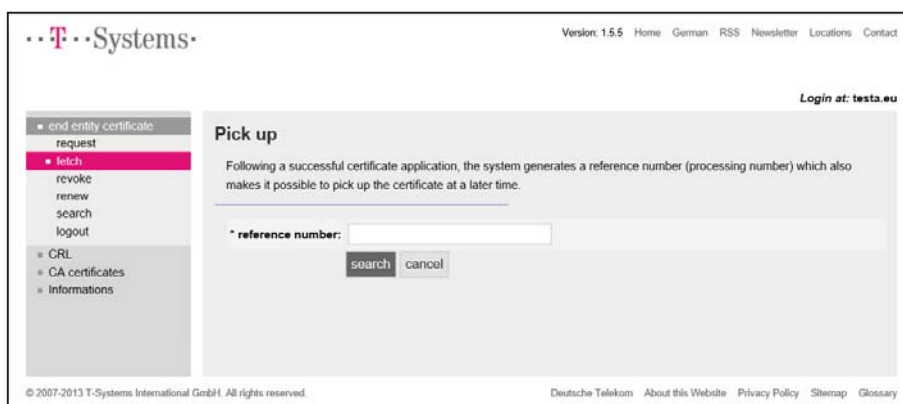 ··T··Systems·
Version: 1.5.5 Home German RSS Newsletter Locations Contact
Login at: testa.eu
end entity certificate
request
fetch
revoke
renew
search
logout
CRL
CA certificates
Informations
Pick up
Following a successful certificate application, the system generates a reference number (processing number) which also
makes it possible to pick up the certificate at a later time.
* reference number:
search cancel
© 2007-2013 T-Systems International GmbH. All rights reserved.
Deutsche Telekom About this Website Privacy Policy Sitemap Glossary